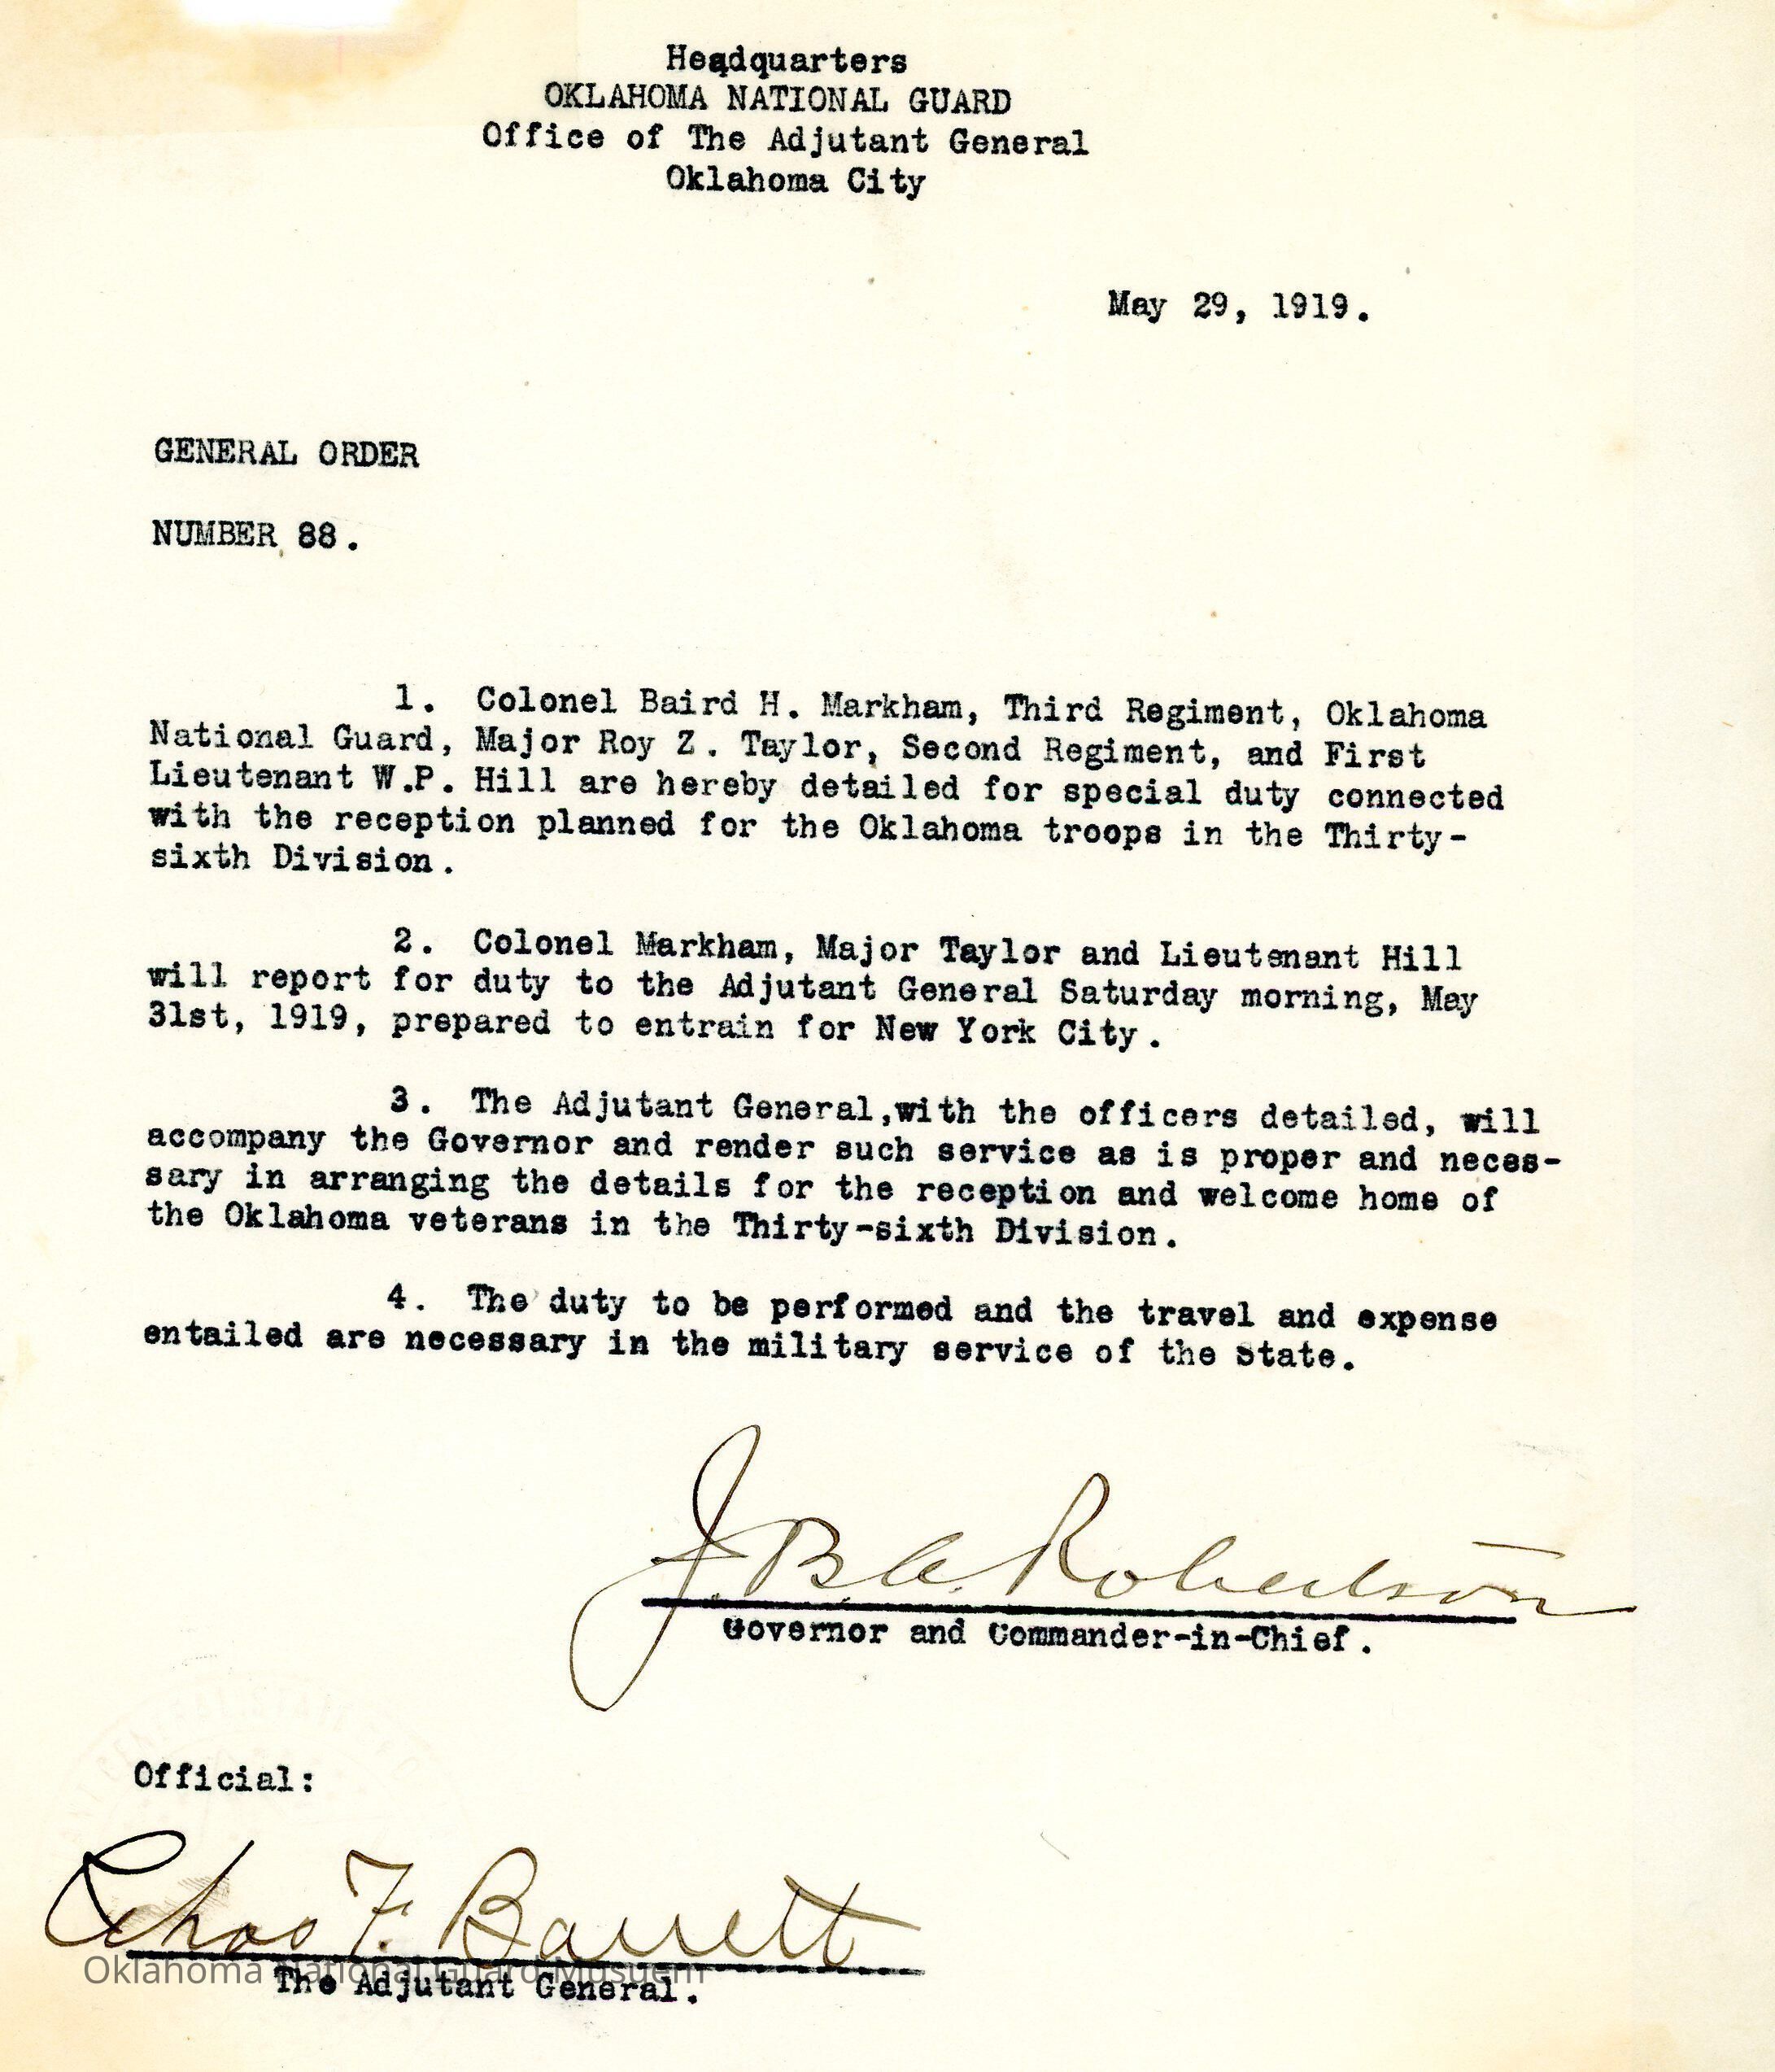 Headquarters
OKLAHOMA NATIONAL GUARD
Office of The Adjutant General
Oklahoma City
May 29, 1919.
GENERAL ORDER
NUMBER 88.
1. Colonel Baird H. Markham, Third Regiment, Oklahoma
National Guard, Major Roy Z. Taylor, Second Regiment, and First
Lieutenant W.P. Hill are hereby detailed for special duty connected
with the reception planned for the Oklahoma troops in the Thirty-
sixth Division.
2. Colonel Markham, Major Taylor and Lieutenant Hill
will report for duty to the Adjutant General Saturday morning, May
31st, 1919, prepared to entrain for New York City.
3. The Adjutant General,with the officers detailed, will
accompany the Governor and render such service as is proper and neces-
sary in arranging the details for the reception and welcome home of
the Oklahoma veterans in the Thirty-sixth Division.
4. The duty to be performed and the travel and expense
entailed are necessary in the military service of the State.
J. B. A. Robertson
Governor and Commander-in-Chief.
Official:
Chas F. Barrett
Oklahoma National Guard Musuem
The Adjutant General.